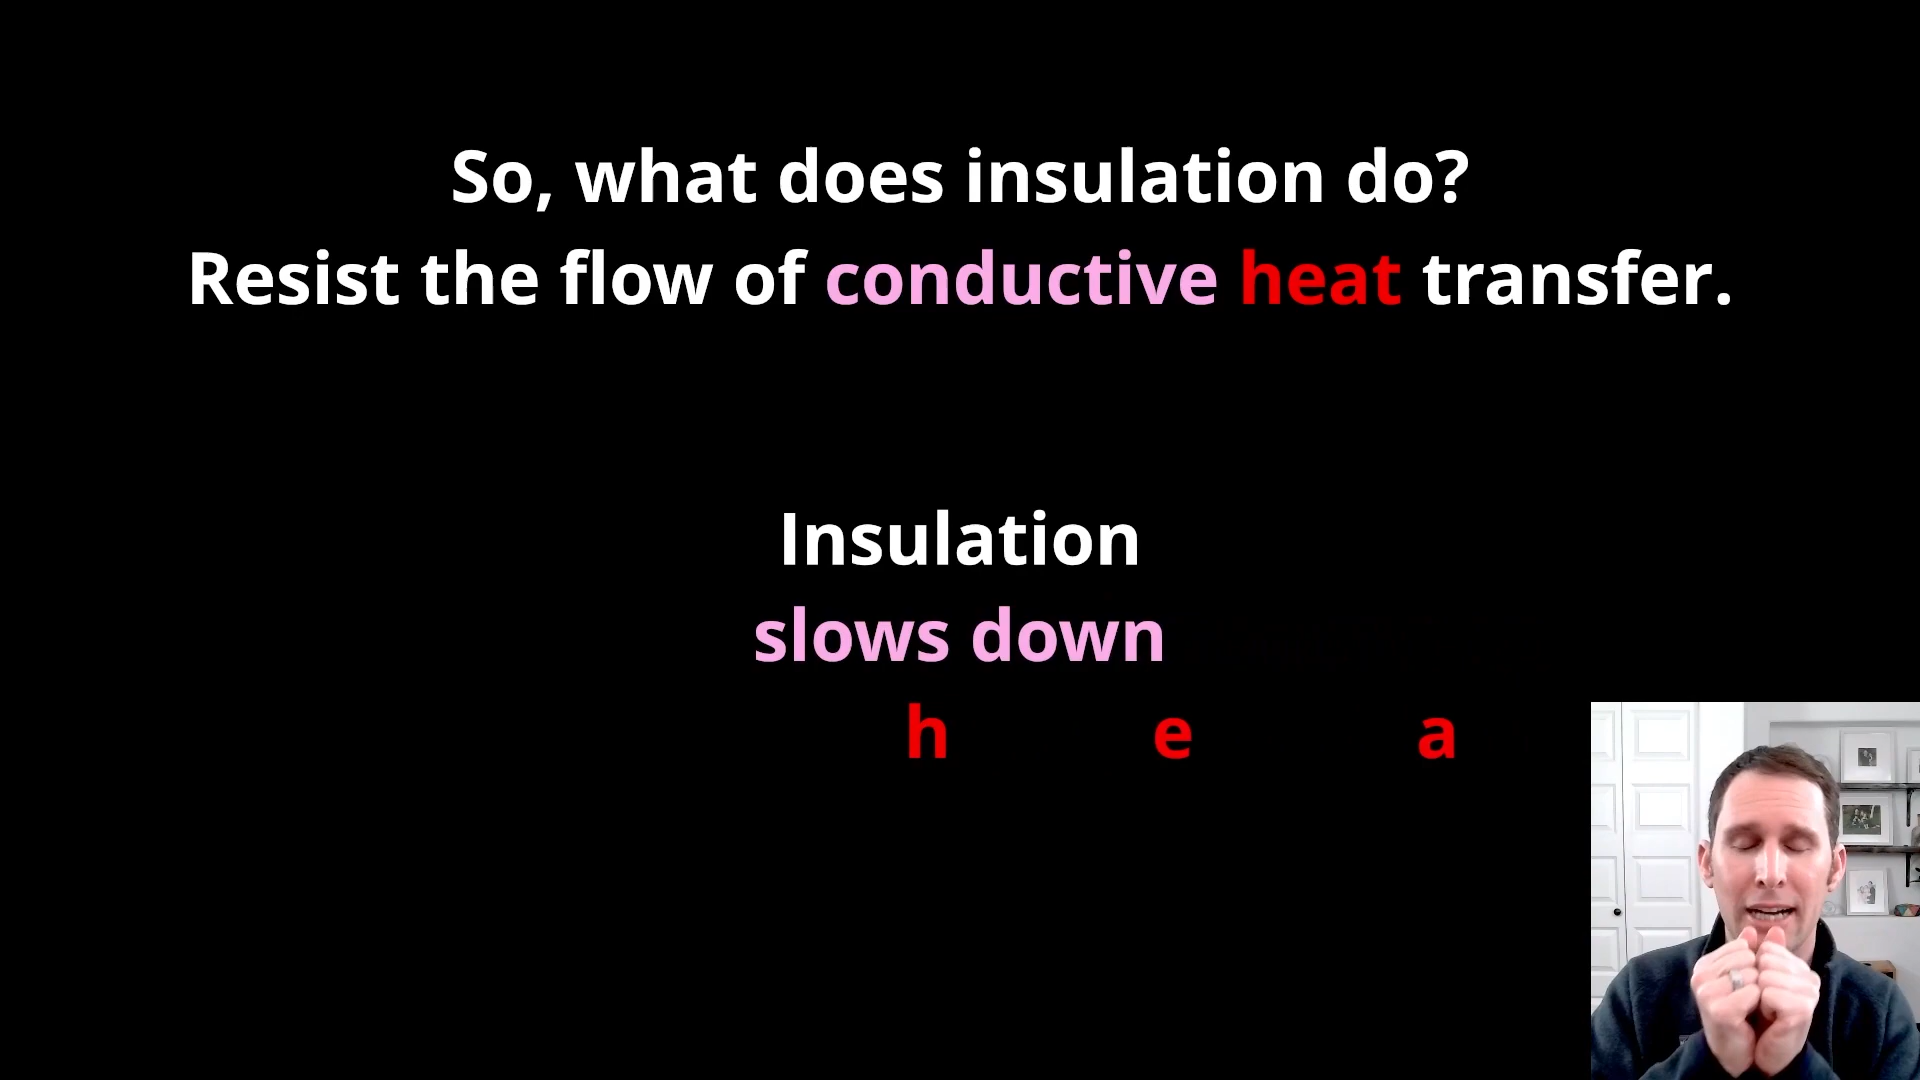 So, what does insulation do?
Resist the flow of conductive heat transfer.
Insulation
slows down
h e a